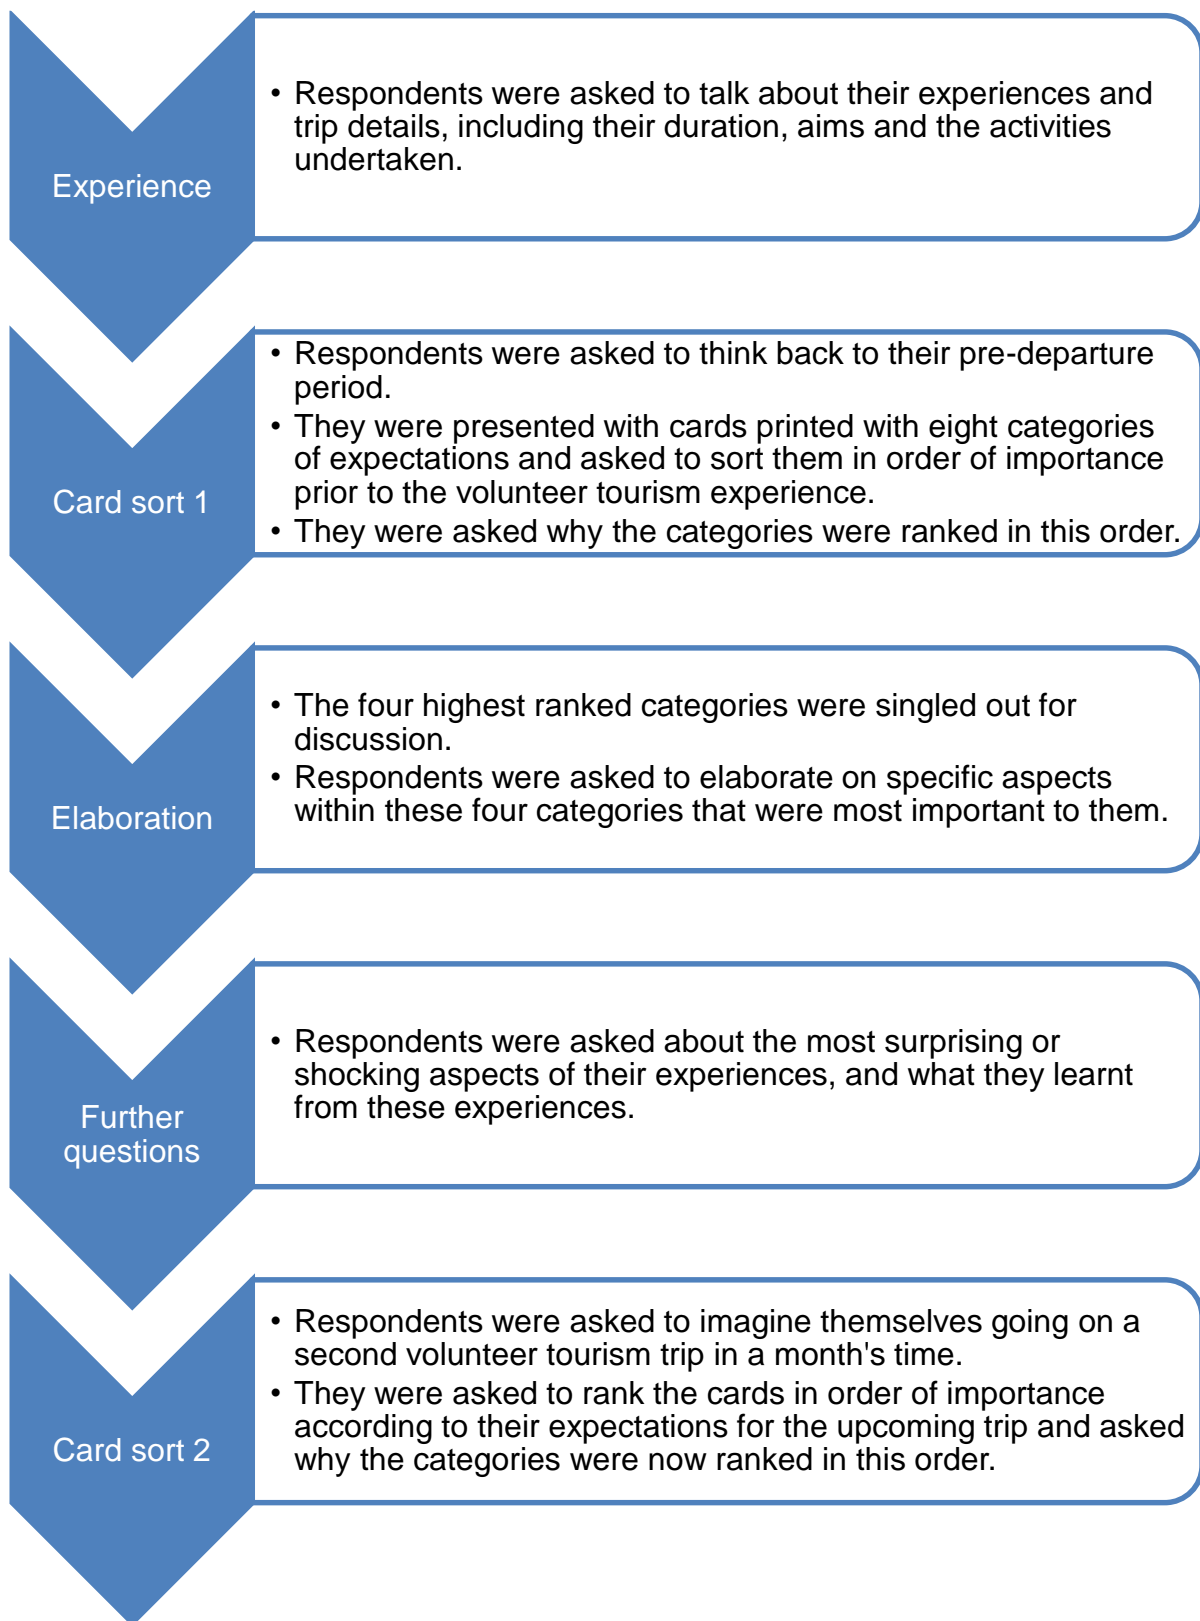 Experience
• Respondents were asked to talk about their experiences and
trip details, including their duration, aims and the activities
undertaken.
Card sort 1
• Respondents were asked to think back to their pre-departure
period.
• They were presented with cards printed with eight categories
of expectations and asked to sort them in order of importance
prior to the volunteer tourism experience.
• They were asked why the categories were ranked in this order.
Elaboration
• The four highest ranked categories were singled out for
discussion.
• Respondents were asked to elaborate on specific aspects
within these four categories that were most important to them.
Further
questions
• Respondents were asked about the most surprising or
shocking aspects of their experiences, and what they learnt
from these experiences.
Card sort 2
• Respondents were asked to imagine themselves going on a
second volunteer tourism trip in a month's time.
• They were asked to rank the cards in order of importance
according to their expectations for the upcoming trip and asked
why the categories were now ranked in this order.